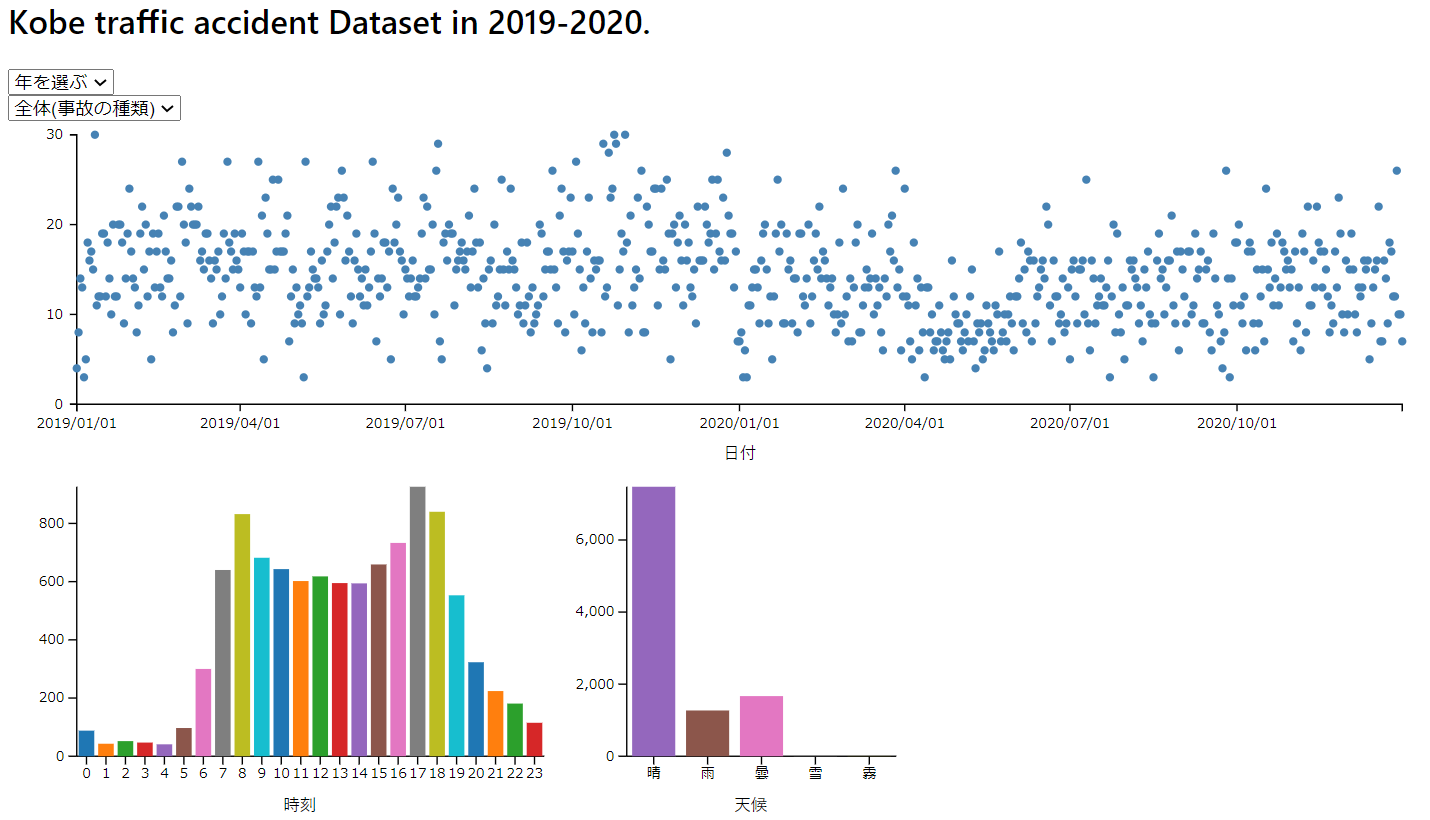 Kobe traffic accident Dataset in 2019-2020.
年を選ぶ
全体(事故の種類)
30
20
10
0
2019/01/01 2019/04/01 2019/07/01 2019/10/01 2020/01/01 2020/04/01 2020/07/01 2020/10/01
日付
800
600
400
200
0
0 1 2 3 4 5 6 7 8 9 10 11 12 13 14 15 16 17 18 19 20 21 22 23
時刻
6,000
4,000
2,000
0
晴 雨 曇 雪 霧
天候